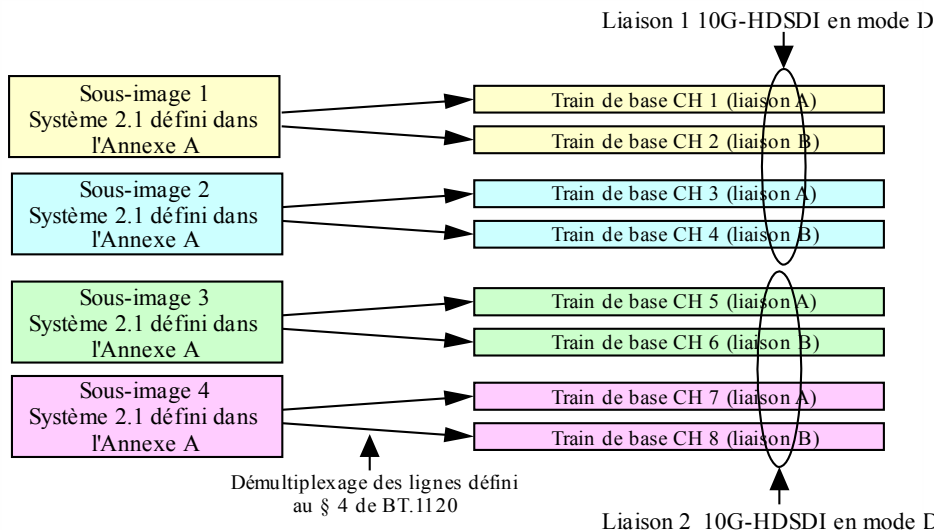 Liaison 1 10G-HDSDI en mode D
Sous-image 1
Système 2.1 défini dans
l'Annexe A
Train de base CH 1 (liaison A)
Train de base CH 2 (liaison B)
Sous-image 2
Système 2.1 défini dans
l'Annexe A
Train de base CH 3 (liaison A)
Train de base CH 4 (liaison B)
Sous-image 3
Système 2.1 défini dans
l'Annexe A
Train de base CH 5 (liaison A)
Train de base CH 6 (liaison B)
Sous-image 4
Système 2.1 défini dans
l'Annexe A
Train de base CH 7 (liaison A)
Train de base CH 8 (liaison B)
Démultiplexage des lignes défini
au § 4 de BT.1120
Liaison 2 10G-HDSDI en mode D